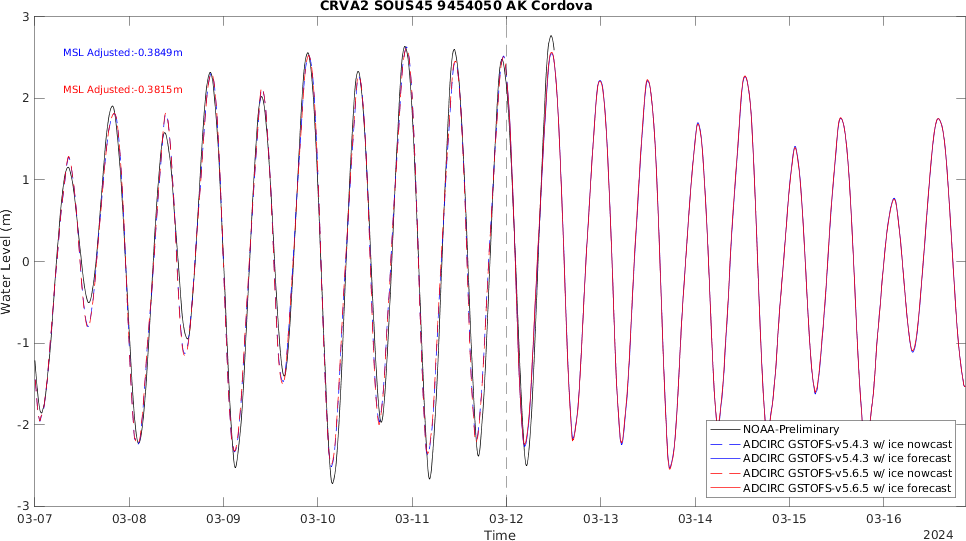 CRVA2 SOUS45 9454050 AK Cordova
MSL Adjusted:-0.3849m
MSL Adjusted:-0.3815m
Water Level (m)
3
2
1
0
-1
-2
-3
NOAA-Preliminary
ADCIRC GSTOFS-v5.4.3 w/ ice nowcast
ADCIRC GSTOFS-v5.4.3 w/ ice forecast
ADCIRC GSTOFS-v5.6.5 w/ ice nowcast
ADCIRC GSTOFS-v5.6.5 w/ ice forecast
03-07 03-08 03-09 03-10 03-11 03-12 03-13 03-14 03-15 03-16
Time
2024